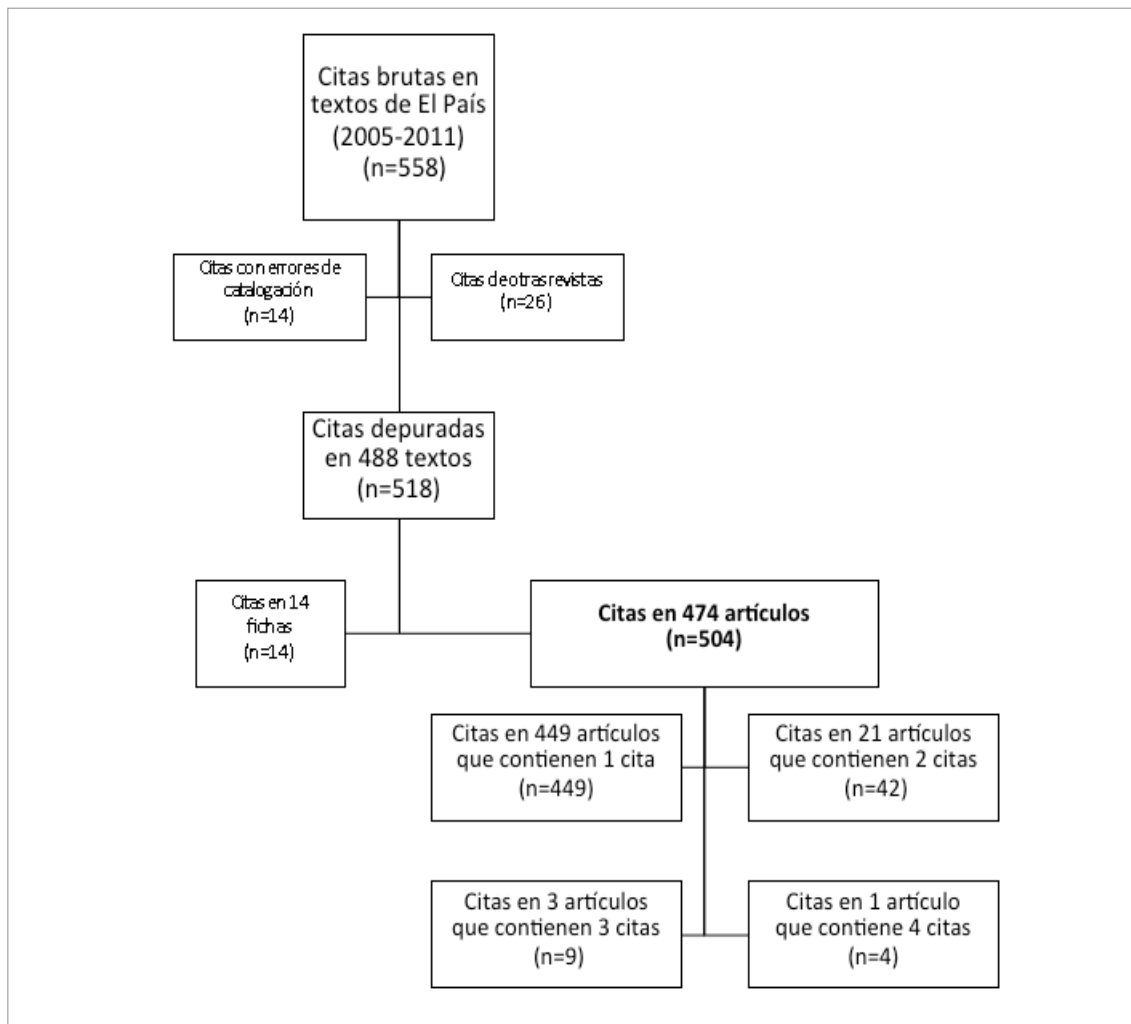 Citas brutas en
textos de El País
(2005-2011)
(n=558)
Citas con errores de
catalogación
(n=14)
Citas de otras revistas
(n=26)
Citas depuradas
en 488 textos
(n=518)
Citas en 14
fichas
(n=14)
Citas en 474 artículos
(n=504)
Citas en 449 artículos
que contienen 1 cita
(n=449)
Citas en 21 artículos
que contienen 2 citas
(n=42)
Citas en 3 artículos
que contienen 3 citas
(n=9)
Citas en 1 artículo
que contiene 4 citas
(n=4)